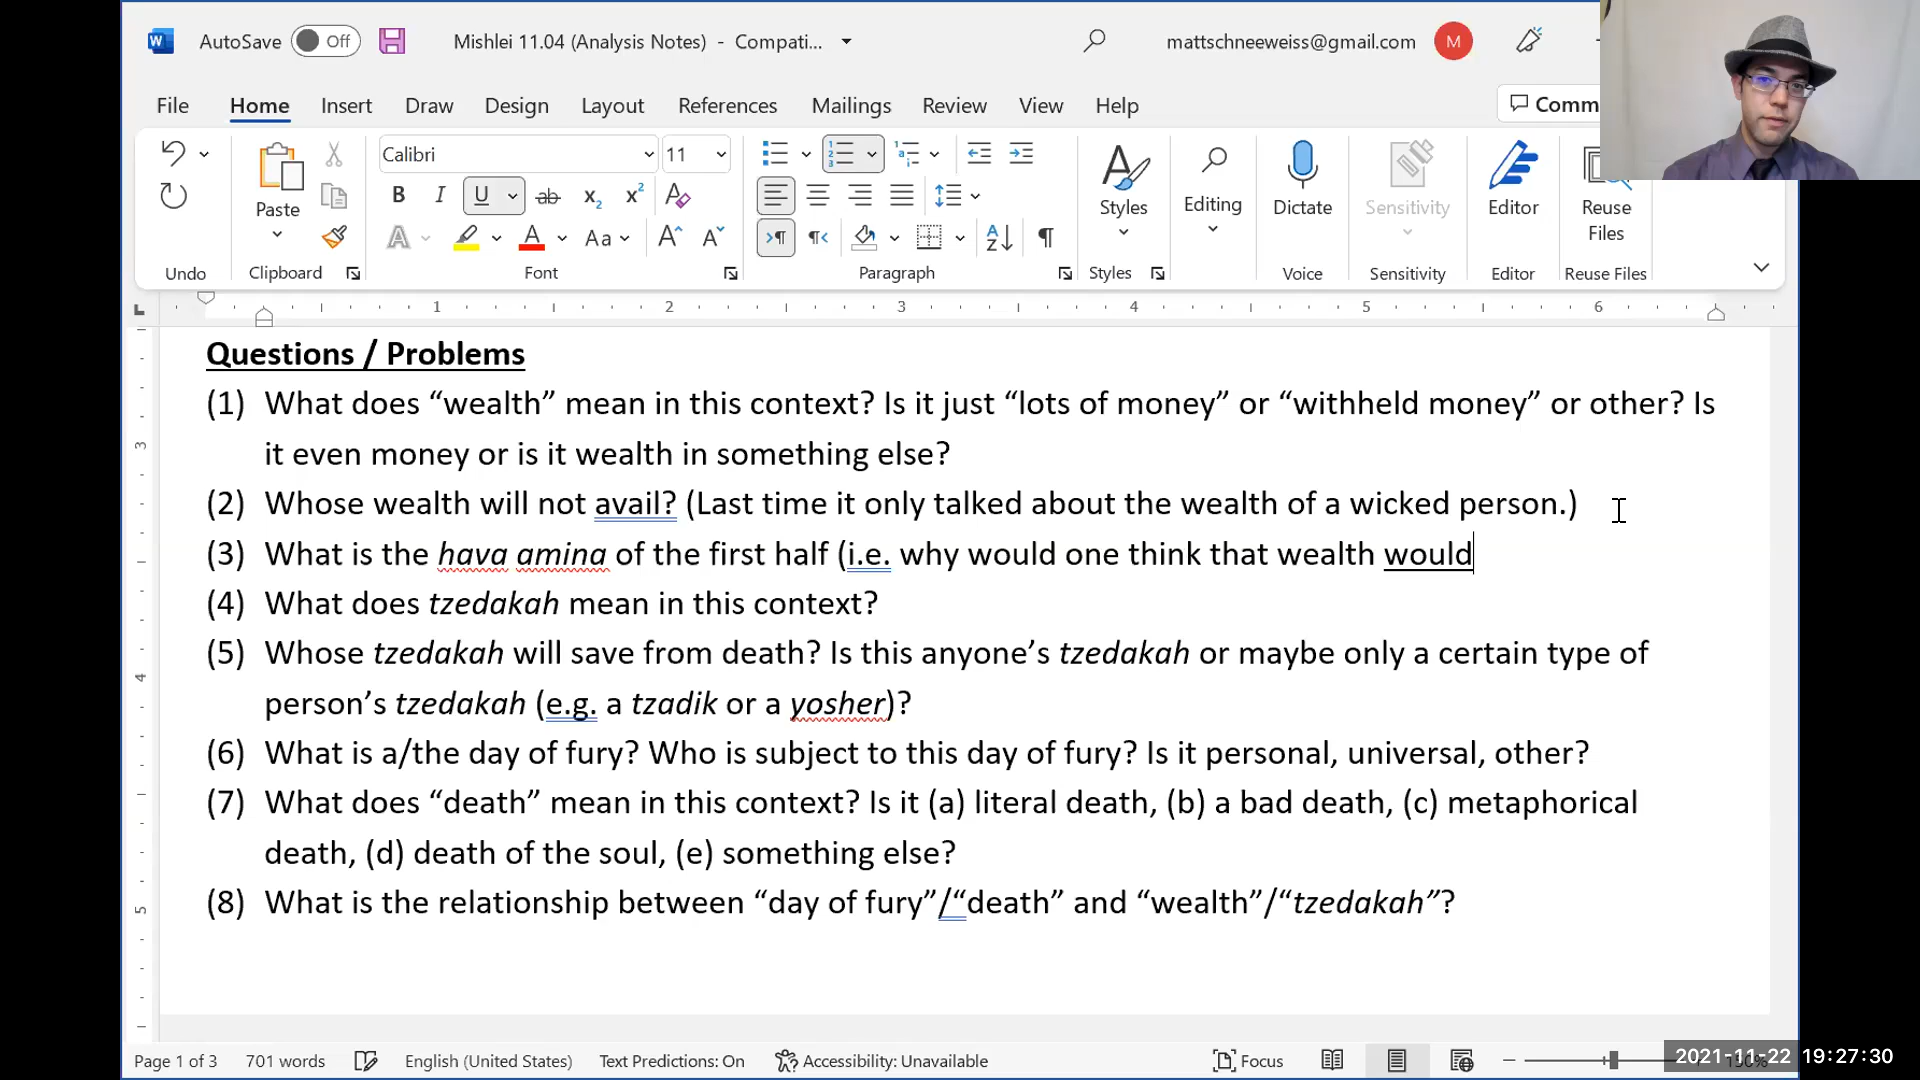 AutoSave Off Mishlei 11.04 (Analysis Notes) - Compati... mattschneeweiss@gmail.com M
File Home Insert Draw Design Layout References Mailings Review View Help
Calibri 11
Paste Styles Editing Dictate Sensitivity Editor Reuse Files
Undo Clipboard Font Paragraph Styles Voice Sensitivity Editor Reuse Files
1 2 3 4 5 6
Questions / Problems
(1) What does “wealth” mean in this context? Is it just “lots of money” or “withheld money” or other? Is
it even money or is it wealth in something else?
(2) Whose wealth will not avail? (Last time it only talked about the wealth of a wicked person.)
(3) What is the hava amina of the first half (i.e. why would one think that wealth would
(4) What does tzedakah mean in this context?
(5) Whose tzedakah will save from death? Is this anyone’s tzedakah or maybe only a certain type of
person’s tzedakah (e.g. a tzadik or a yosher)?
(6) What is a/the day of fury? Who is subject to this day of fury? Is it personal, universal, other?
(7) What does “death” mean in this context? Is it (a) literal death, (b) a bad death, (c) metaphorical
death, (d) death of the soul, (e) something else?
(8) What is the relationship between “day of fury”/“death” and “wealth”/“tzedakah”?
Page 1 of 3 701 words English (United States) Text Predictions: On Accessibility: Unavailable Focus
2021-11-22 19:27:30